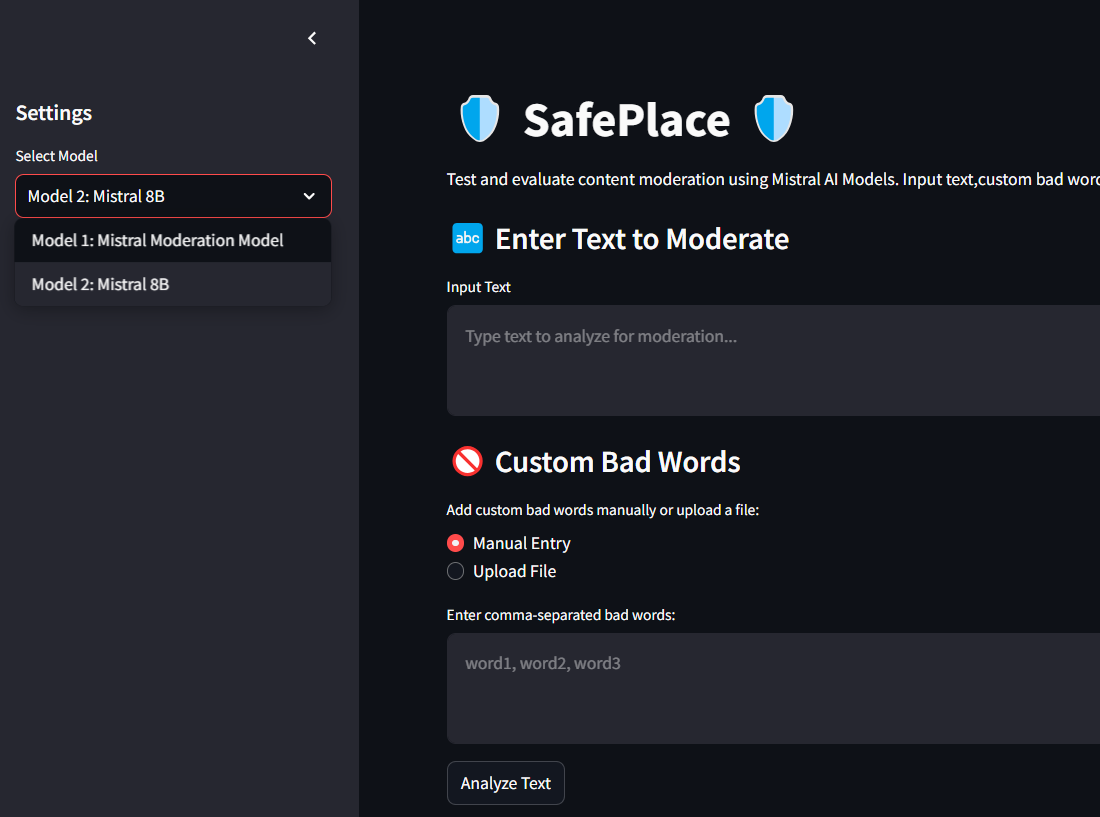 Settings
Select Model
Model 2: Mistral 8B
Model 1: Mistral Moderation Model
Model 2: Mistral 8B
SafePlace
Test and evaluate content moderation using Mistral AI Models. Input text,custom bad
abc Enter Text to Moderate
Input Text
Type text to analyze for moderation...
Custom Bad Words
Add custom bad words manually or upload a file:
Manual Entry
Upload File
Enter comma-separated bad words:
word1, word2, word3
Analyze Text